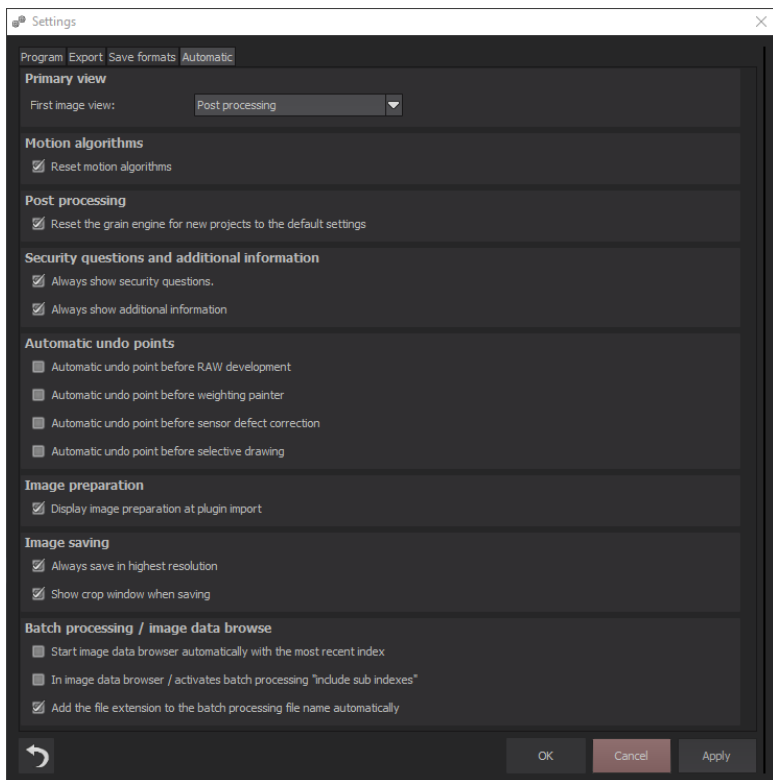 Settings
Program Export Save formats Automatic
Primary view
First image view: Post processing
Motion algorithms
Reset motion algorithms
Post processing
Reset the grain engine for new projects to the default settings
Security questions and additional information
Always show security questions.
Always show additional information
Automatic undo points
Automatic undo point before RAW development
Automatic undo point before weighting painter
Automatic undo point before sensor defect correction
Automatic undo point before selective drawing
Image preparation
Display image preparation at plugin import
Image saving
Always save in highest resolution
Show crop window when saving
Batch processing / image data browse
Start image data browser automatically with the most recent index
In image data browser / activates batch processing "include sub indexes"
Add the file extension to the batch processing file name automatically
OK Cancel Apply